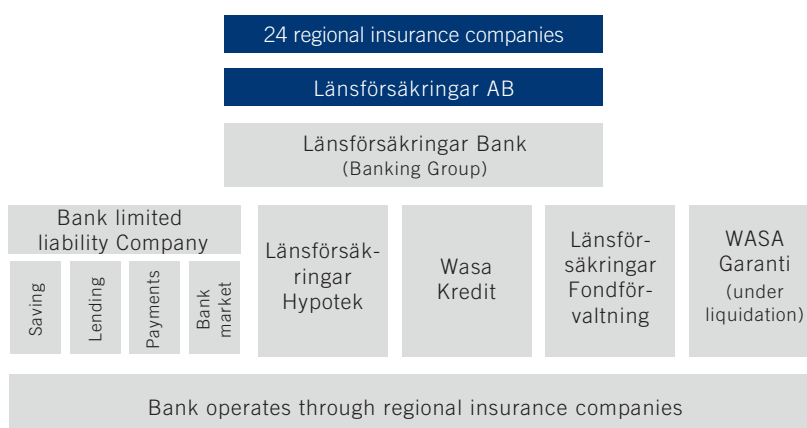 24 regional insurance companies
Länsförsäkringar AB
Länsförsäkringar Bank
(Banking Group)
Bank limited
liability Company
Saving
Lending
Payments
Bank
market
Länsförsäk-
ringar
Hypotek
Wasa
Kredit
Länsför-
säkringar
Fondför-
valtning
WASA
Garanti
(under
liquidation)
Bank operates through regional insurance companies